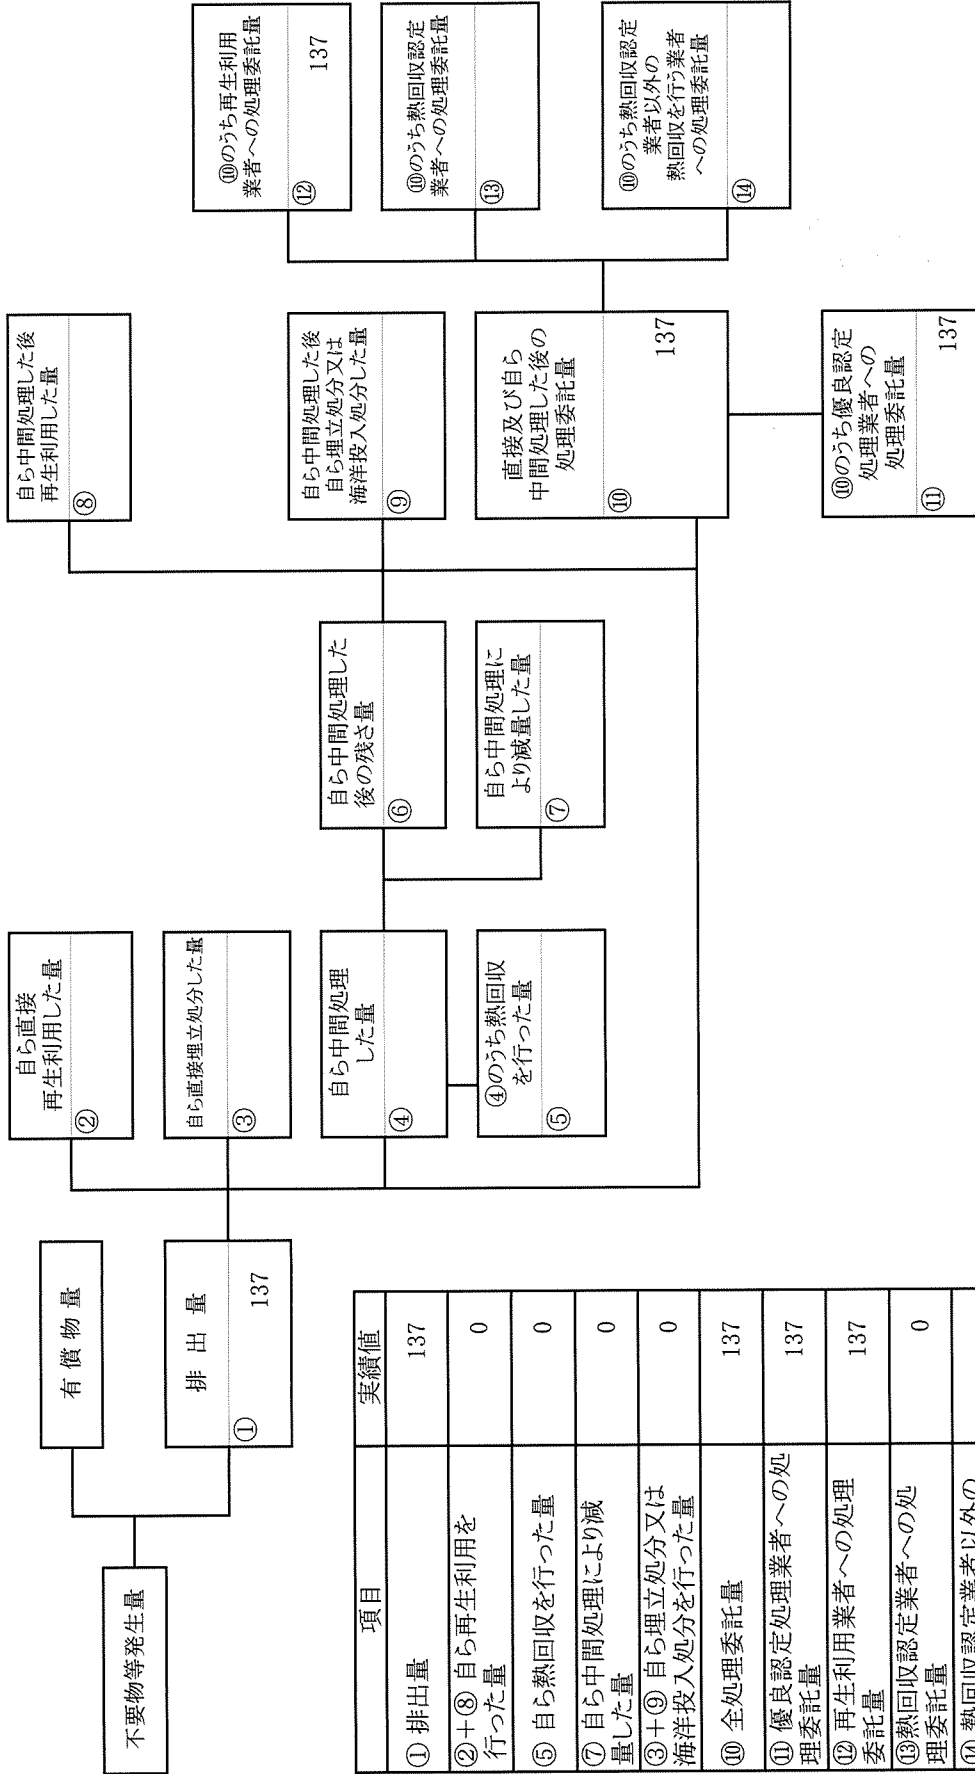 不要物等発生量
有 償 物 量
排 出 量
①
137
自ら直接
再生利用した量
②
自ら直接埋立処分した量
③
自ら中間処理
した量
④
④のうち熱回収
を行った量
⑤
自ら中間処理した
後の残さ量
⑥
自ら中間処理に
より減量した量
⑦
自ら中間処理した後
再生利用した量
⑧
自ら中間処理した後
自ら埋立処分又は
海洋投入処分した量
⑨
直接及び自ら
中間処理した後の
処理委託量
⑩
137
⑩のうち優良認定
処理業者への
処理委託量
⑪
137
⑩のうち再生利用
業者への処理委託量
⑫
137
⑩のうち熱回収認定
業者への処理委託量
⑬
⑩のうち熱回収認定
業者以外の
熱回収を行う業者
への処理委託量
⑭
項目 実績値
① 排出量 137
②+⑧ 自ら再生利用を
行った量 0
⑤ 自ら熱回収を行った量 0
⑦ 自ら中間処理により減
量した量 0
③+⑨ 自ら埋立処分又は
海洋投入処分を行った量 0
⑩ 全処理委託量 137
⑪ 優良認定処理業者への処
理委託量 137
⑫ 再生利用業者への処理
委託量 137
⑬熱回収認定業者への処
理委託量 0
⑭ 熱回収認定業者以外の